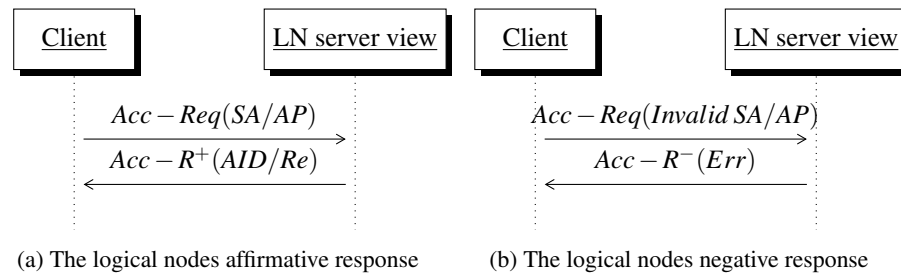 Client LN server view Client LN server view
Acc − Req(SA/AP) Acc − Req(Invalid SA/AP)
Acc − R⁺(AID/Re) Acc − R⁻(Err)
(a) The logical nodes affirmative response (b) The logical nodes negative response